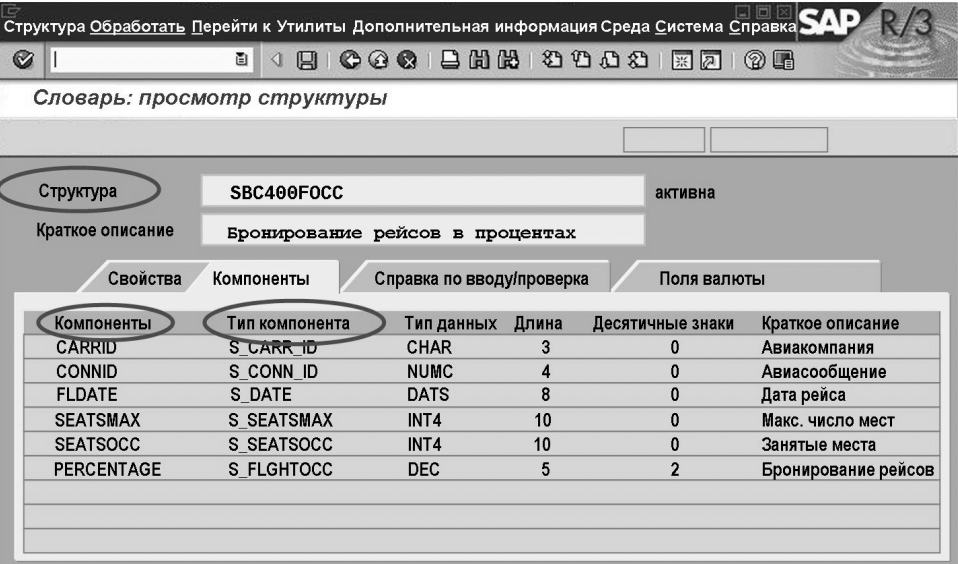 Структура Обработать Перейти к Утилиты Дополнительная информация Среда Система Справка SAP R/3
Словарь: просмотр структуры
Структура SBC400FOCC активна
Краткое описание Бронирование рейсов в процентах
Свойства Компоненты Справка по вводу/проверка Поля валюты
Компоненты Тип компонента Тип данных Длина Десятичные знаки Краткое описание
CARRID S_CARR_ID CHAR 3 0 Авиакомпания
CONNID S_CONN_ID NUMC 4 0 Авиасообщение
FLDATE S_DATE DATS 8 0 Дата рейса
SEATSMAX S_SEATSMAX INT4 10 0 Макс. число мест
SEATSOCC S_SEATSOCC INT4 10 0 Занятые места
PERCENTAGE S_FLGHTOCC DEC 5 2 Бронирование рейсов